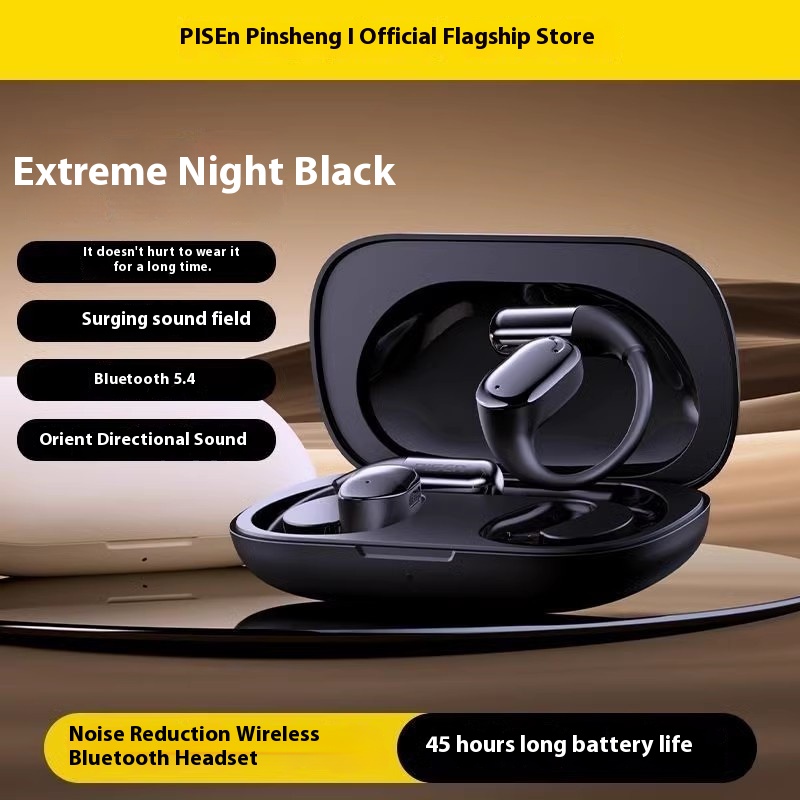 PISEn Pinsheng I Official Flagship Store
Extreme Night Black
It doesn't hurt to wear it
for a long time.
Surging sound field
Bluetooth 5.4
Orient Directional Sound
Noise Reduction Wireless
Bluetooth Headset
45 hours long battery life